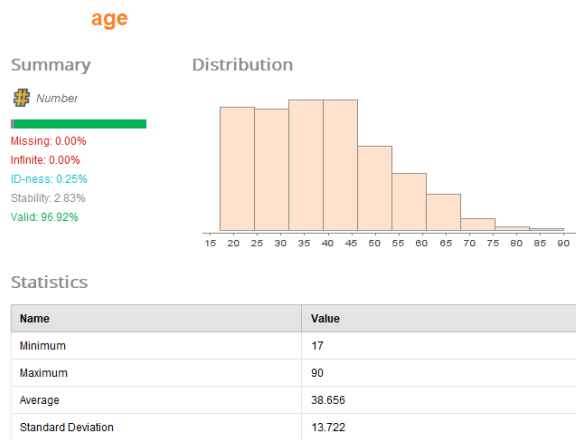 age
Summary
Distribution
# Number
Missing: 0.00%
Infinite: 0.00%
ID-ness: 0.25%
Stability: 2.83%
Valid: 96.92%
15 20 25 30 35 40 45 50 55 60 65 70 75 80 85 90
Statistics
Name Value
Minimum 17
Maximum 90
Average 38.656
Standard Deviation 13.722